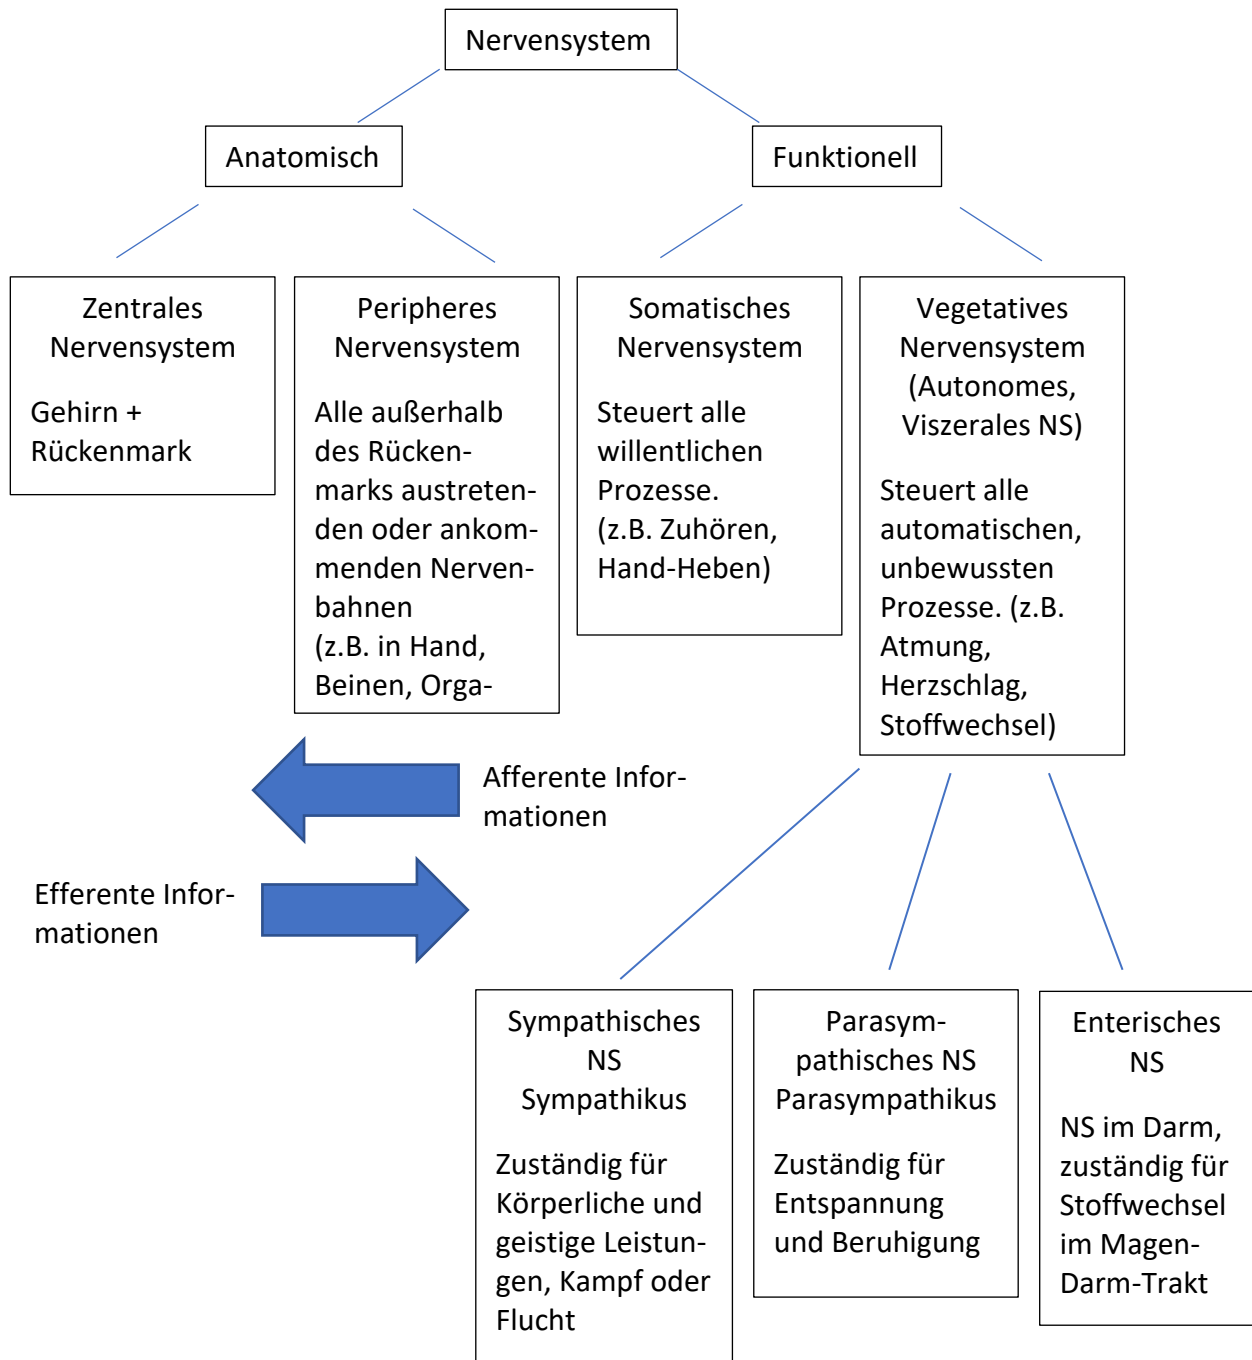 Nervensystem
Anatomisch
Funktionell
Zentrales
Nervensystem
Gehirn +
Rückenmark
Peripheres
Nervensystem
Alle außerhalb
des Rücken-
marks austreten-
den oder ankom-
menden Nerven-
bahnen
(z.B. in Hand,
Beinen, Orga-
Somatisches
Nervensystem
Steuert alle
willentlichen
Prozesse.
(z.B. Zuhören,
Hand-Heben)
Vegetatives
Nervensystem
(Autonomes,
Viszerales NS)
Steuert alle
automatischen,
unbewussten
Prozesse. (z.B.
Atmung,
Herzschlag,
Stoffwechsel)
Afferente Infor-
mationen
Efferente Infor-
mationen
Sympathisches
NS
Sympathikus
Zuständig für
Körperliche und
geistige Leistun-
gen, Kampf oder
Flucht
Parasym-
pathisches NS
Parasympathikus
Zuständig für
Entspannung
und Beruhigung
Enterisches
NS
NS im Darm,
zuständig für
Stoffwechsel
im Magen-
Darm-Trakt